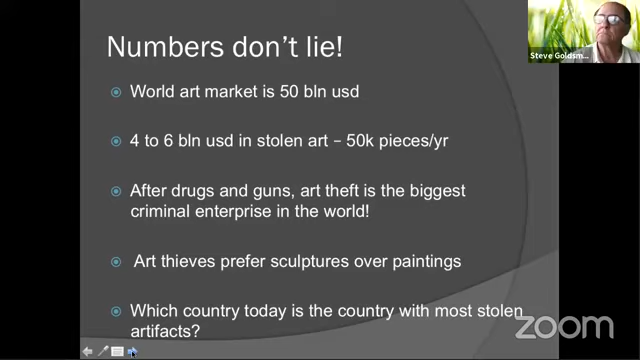 Numbers don't lie!
World art market is 50 bln usd
4 to 6 bln usd in stolen art – 50k pieces/yr
After drugs and guns, art theft is the biggest
criminal enterprise in the world!
Art thieves prefer sculptures over paintings
Which country today is the country with most stolen
artifacts?
Steve Goldsm...
zoom